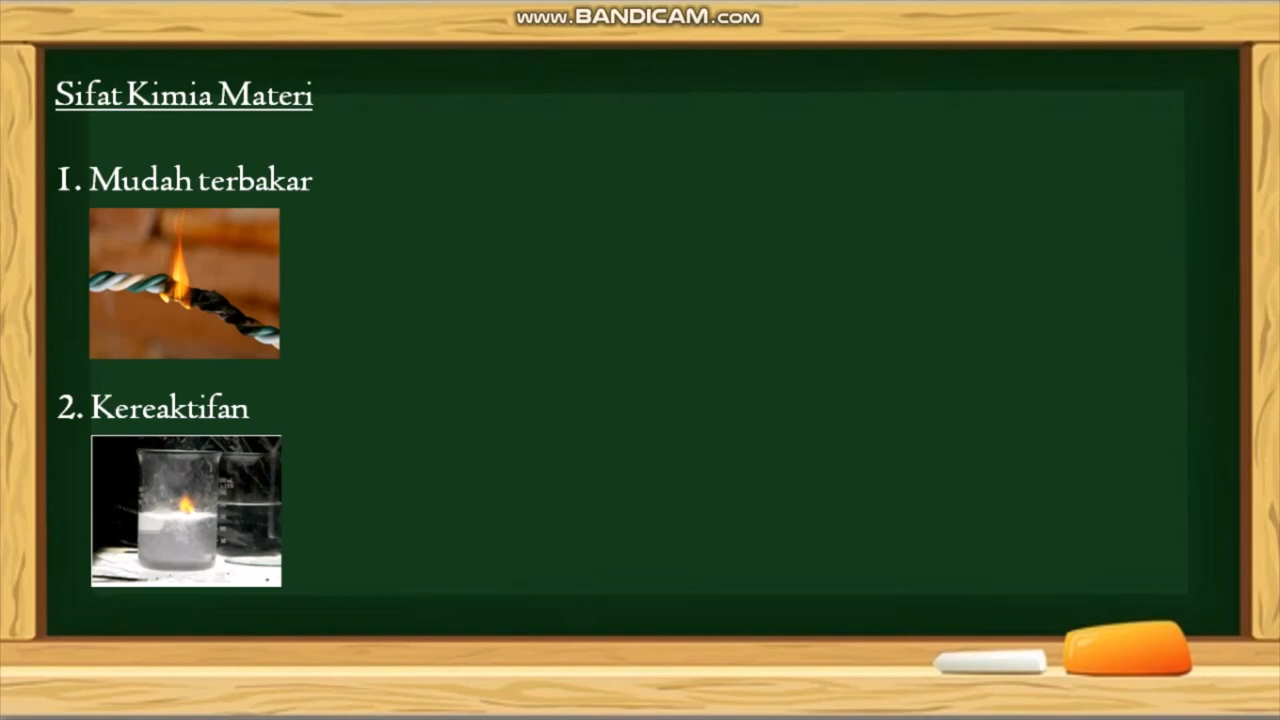 www.BANDICAM.com
Sifat Kimia Materi
1. Mudah terbakar
2. Kereaktifan